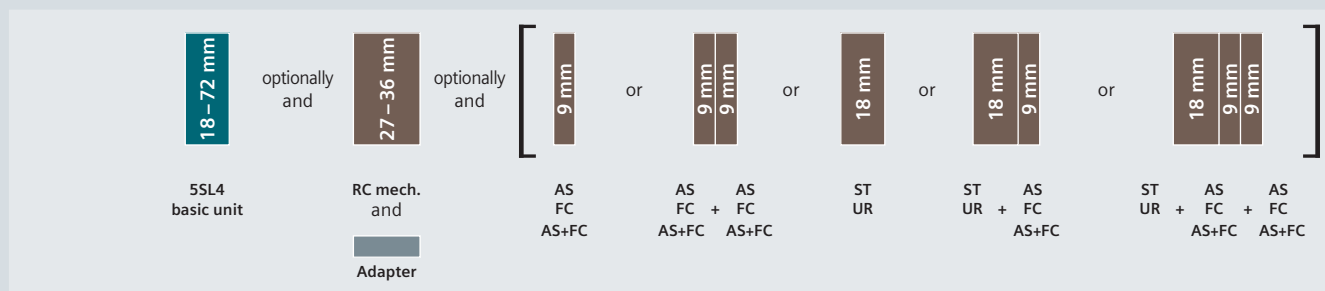 18–72 mm
optionally
and
27–36 mm
optionally
and
9 mm
or
9 mm
9 mm
or
18 mm
or
18 mm
9 mm
or
18 mm
9 mm
9 mm
5SL4
basic unit
RC mech.
and
Adapter
AS
FC
AS+FC
AS AS
FC + FC
AS+FC AS+FC
ST
UR
ST AS
UR + FC
AS+FC
ST AS AS
UR + FC + FC
AS+FC AS+FC